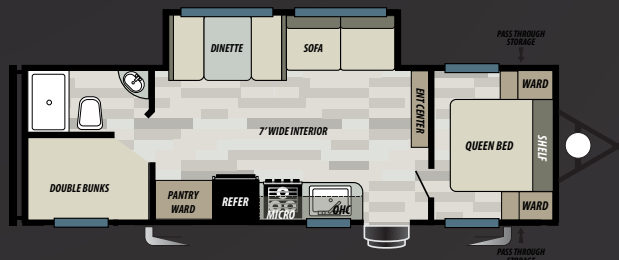 PASS THROUGH
STORAGE
DINETTE
SOFA
WARD
ENT CENTER
7' WIDE INTERIOR
QUEEN BED
SHELF
DOUBLE BUNKS
PANTRY
WARD
REFER
MICRO
OHC
WARD
PASS THROUGH
STORAGE